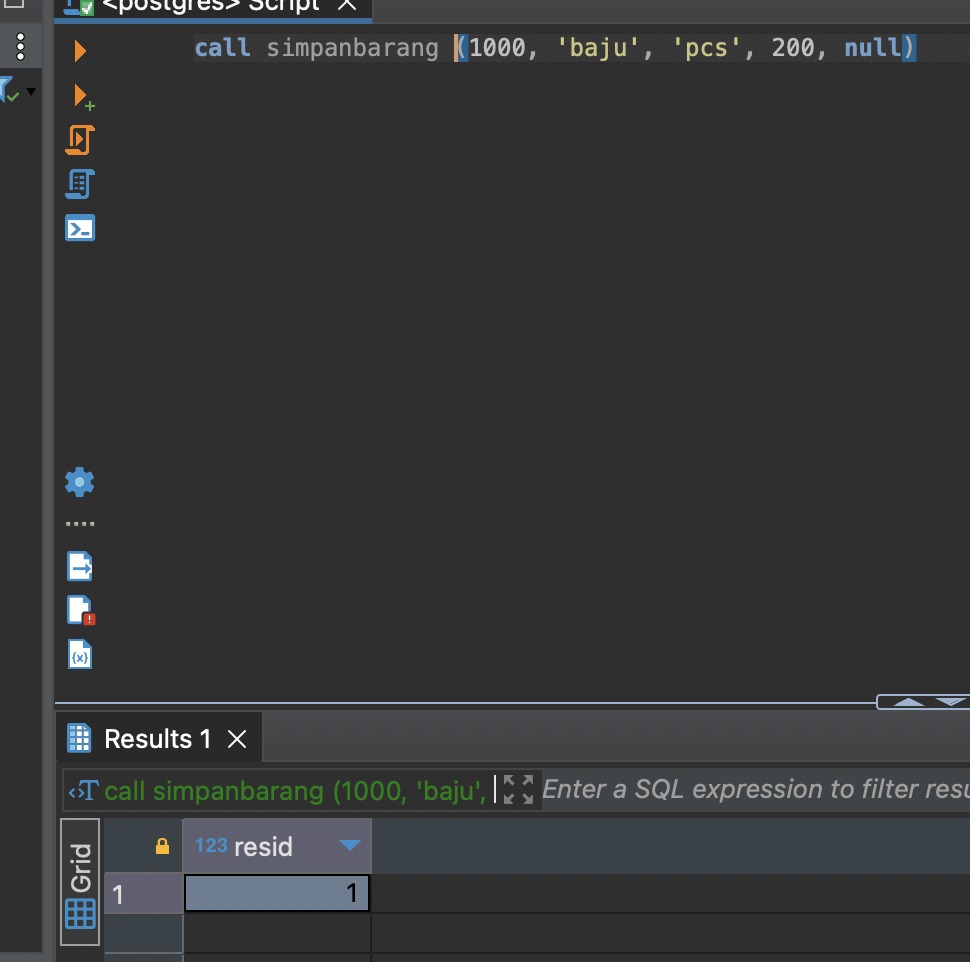 <postgres> Script
call simpanbarang (1000, 'baju', 'pcs', 200, null)
Results 1
call simpanbarang (1000, 'baju',
Enter a SQL expression to filter resu
Grid
123 resid
1
1